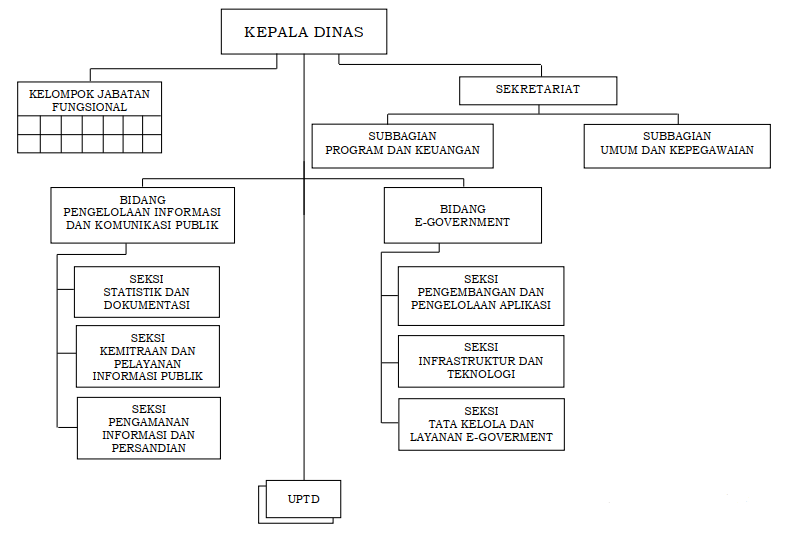 KEPALA DINAS
KELOMPOK JABATAN
FUNGSIONAL
SEKRETARIAT
SUBBAGIAN
PROGRAM DAN KEUANGAN
SUBBAGIAN
UMUM DAN KEPEGAWAIAN
BIDANG
PENGELOLAAN INFORMASI
DAN KOMUNIKASI PUBLIK
BIDANG
E-GOVERNMENT
SEKSI
STATISTIK DAN
DOKUMENTASI
SEKSI
KEMITRAAN DAN
PELAYANAN
INFORMASI PUBLIK
SEKSI
PENGAMANAN
INFORMASI DAN
PERSANDIAN
SEKSI
PENGEMBANGAN DAN
PENGELOLAAN APLIKASI
SEKSI
INFRASTRUKTUR DAN
TEKNOLOGI
SEKSI
TATA KELOLA DAN
LAYANAN E-GOVERMENT
UPTD